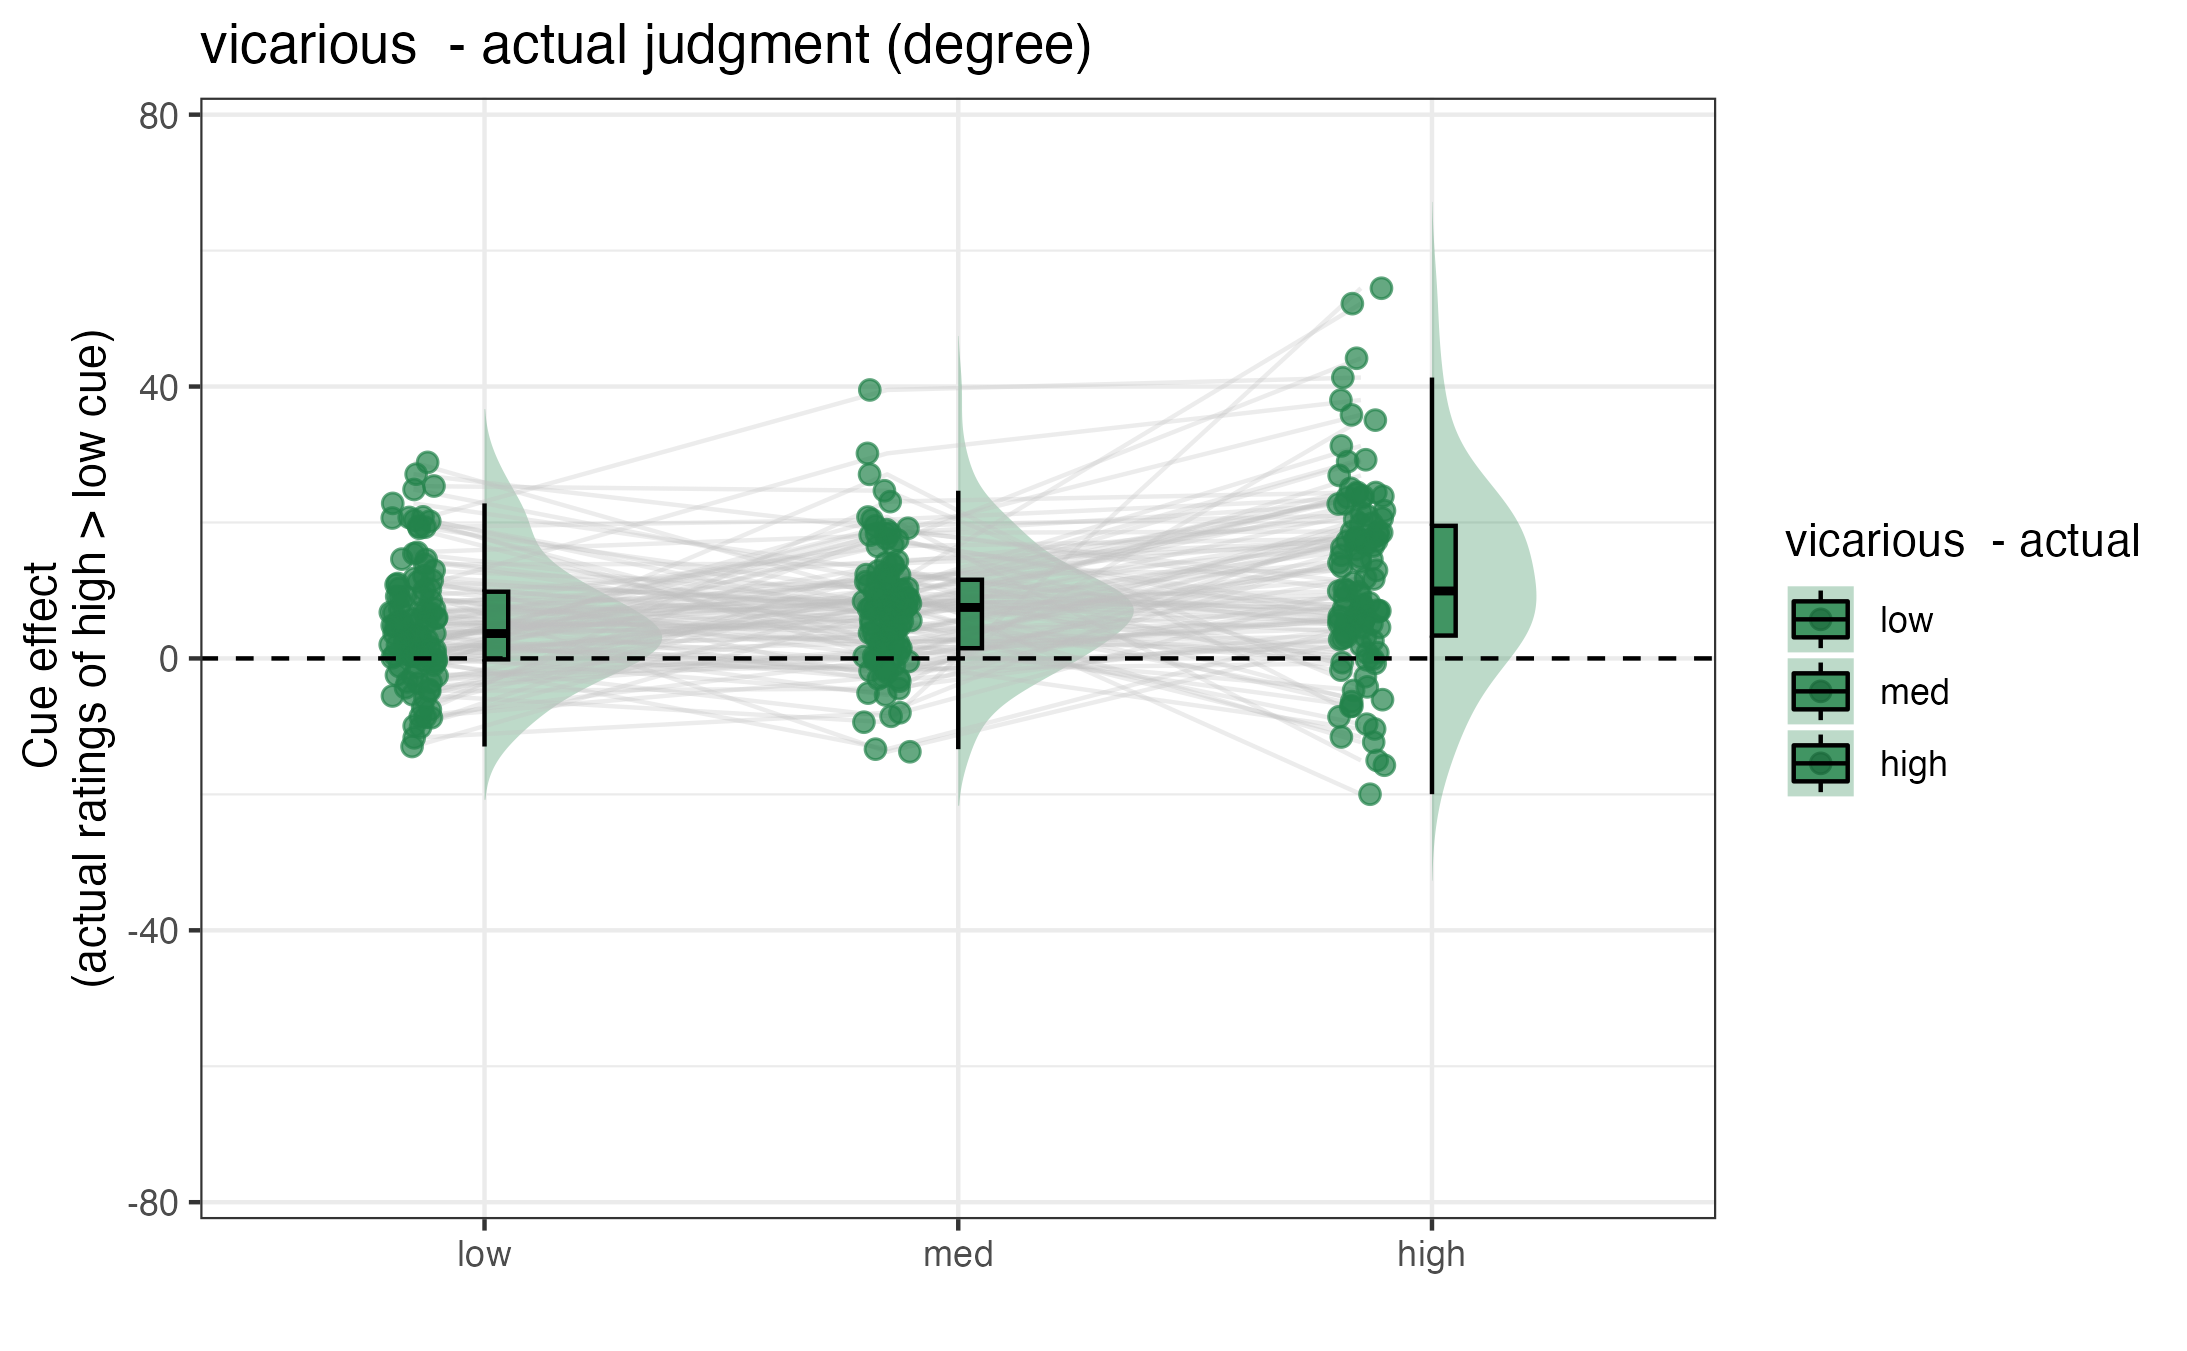 vicarious  - actual judgment (degree)
80
40
0
-40
-80
Cue effect
(actual ratings of high > low cue)
low
med
high
vicarious  - actual
low
med
high